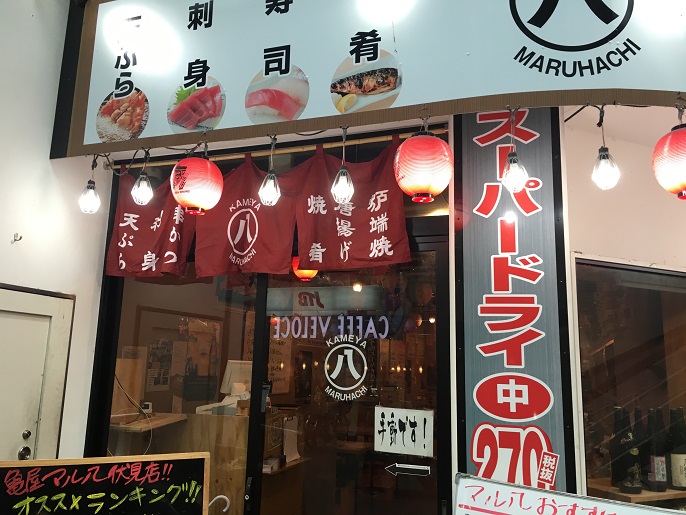 天ぷら
刺身
寿司
肴
八
MARUHACHI
炉端焼
唐揚げ
焼肴
KAMEYA
八
MARUHACHI
串かつ
刺身
天ぷら
スーパードライ
中
270
税抜
CAFFÈ VELOCE
KAMEYA
八
MARUHACHI
手動です!
亀屋マル八伏見店!!
オススメランキング!!
マル八おすすめ